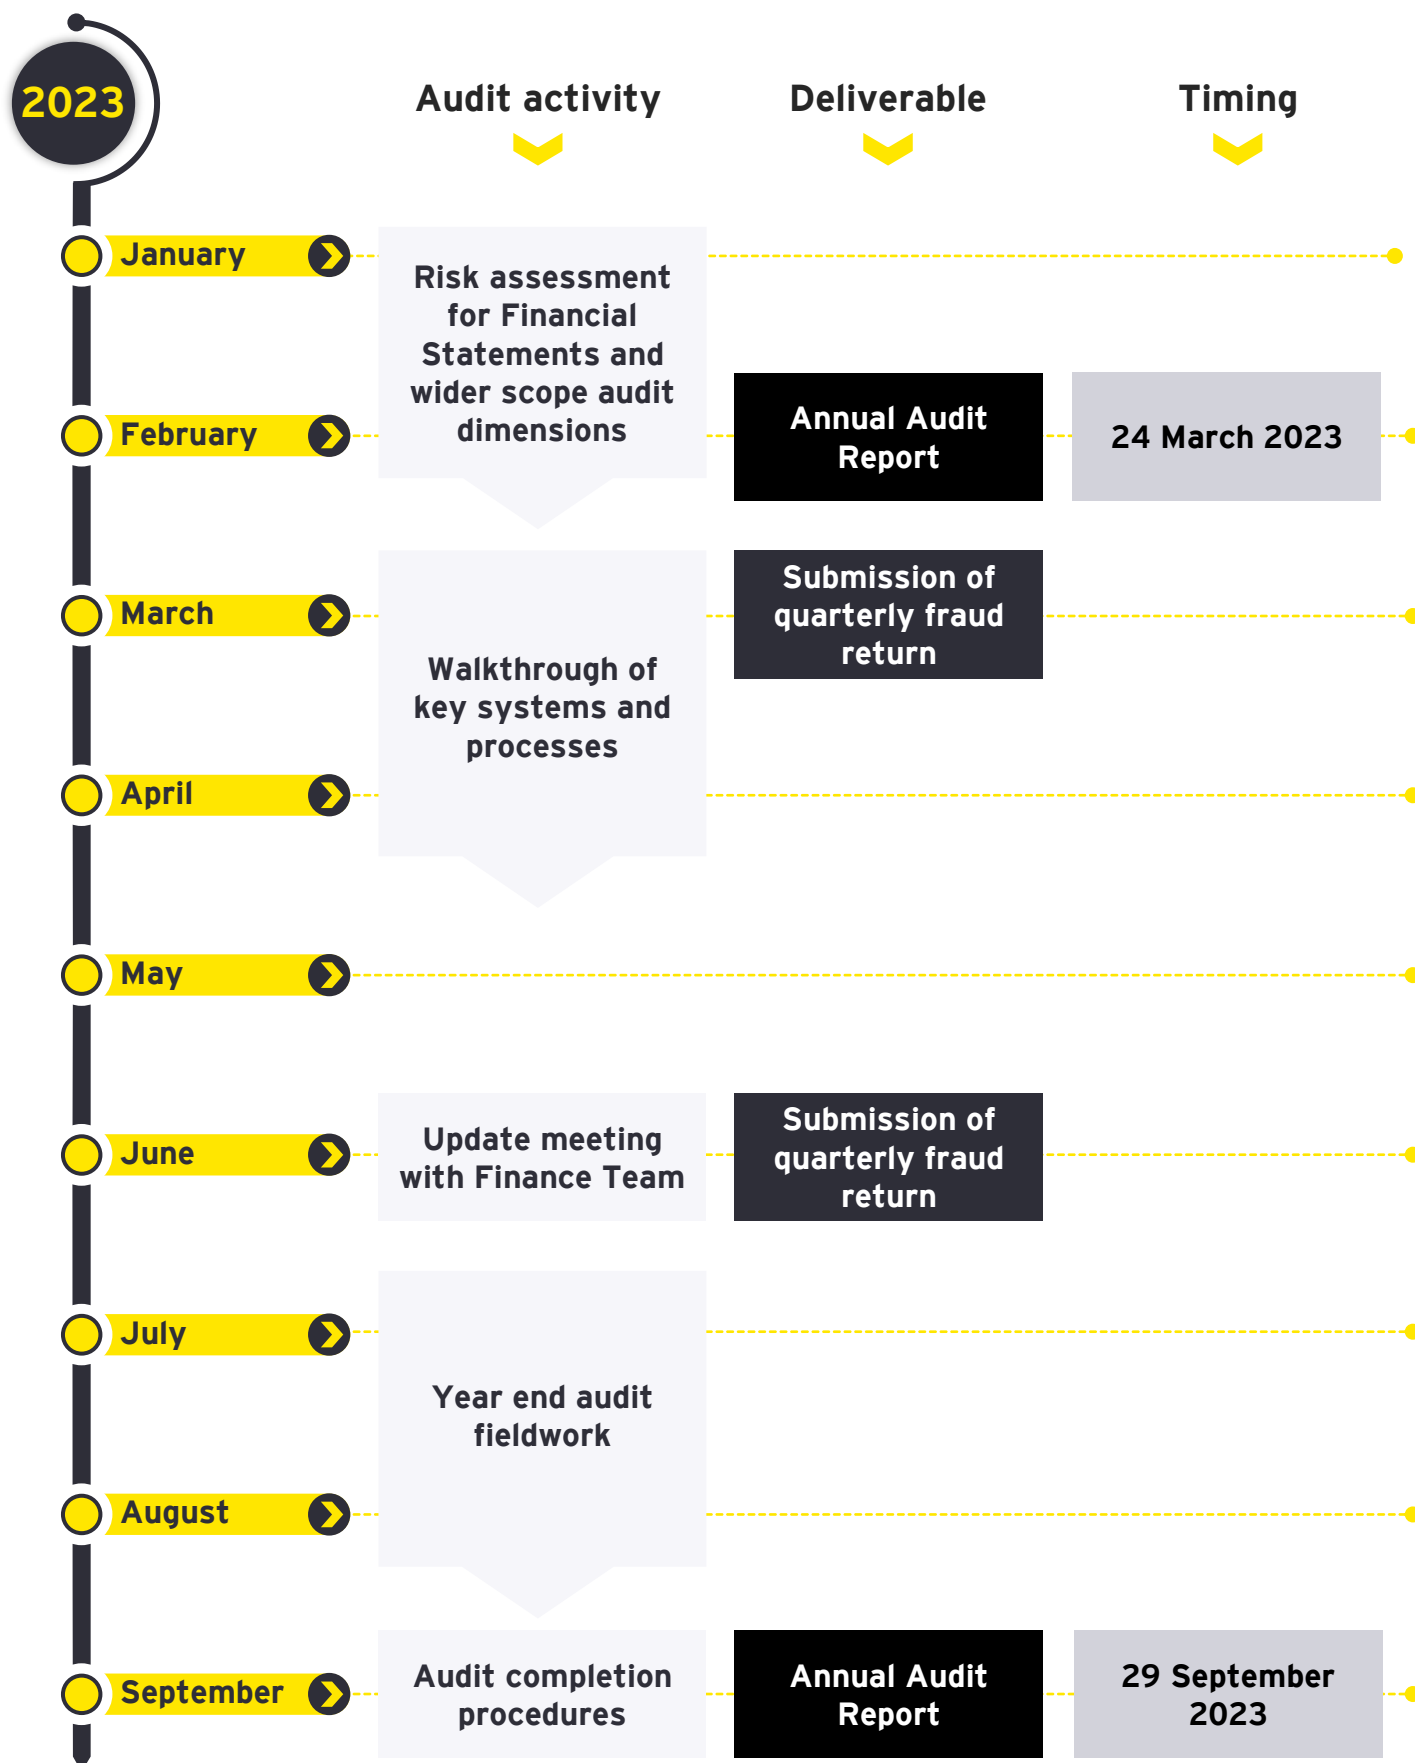 2023
Audit activity
Deliverable
Timing
January
Risk assessment
for Financial
Statements and
wider scope audit
dimensions
February
Annual Audit
Report
24 March 2023
March
Submission of
quarterly fraud
return
Walkthrough of
key systems and
processes
April
May
June
Update meeting
with Finance Team
Submission of
quarterly fraud
return
July
Year end audit
fieldwork
August
September
Audit completion
procedures
Annual Audit
Report
29 September
2023